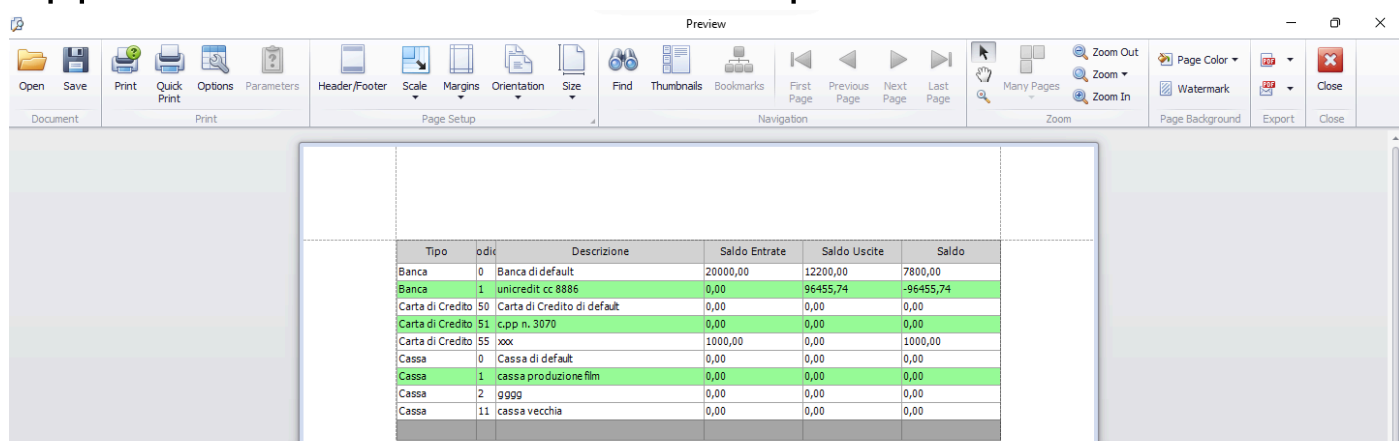 Preview
Open Save Print Quick Print Options Parameters Header/Footer Scale Margins Orientation Size Find Thumbnails Bookmarks First Page Previous Page Next Page Last Page Many Pages Zoom Out Zoom Zoom In Page Color Watermark PDF PDF Close
Document Print Page Setup Navigation Zoom Page Background Export Close
Tipo odic Descrizione Saldo Entrate Saldo Uscite Saldo
Banca 0 Banca di default 20000,00 12200,00 7800,00
Banca 1 unicredit cc 8886 0,00 96455,74 -96455,74
Carta di Credito 50 Carta di Credito di default 0,00 0,00 0,00
Carta di Credito 51 c.pp n. 3070 0,00 0,00 0,00
Carta di Credito 55 xxx 1000,00 0,00 1000,00
Cassa 0 Cassa di default 0,00 0,00 0,00
Cassa 1 cassa produzione film 0,00 0,00 0,00
Cassa 2 gggg 0,00 0,00 0,00
Cassa 11 cassa vecchia 0,00 0,00 0,00